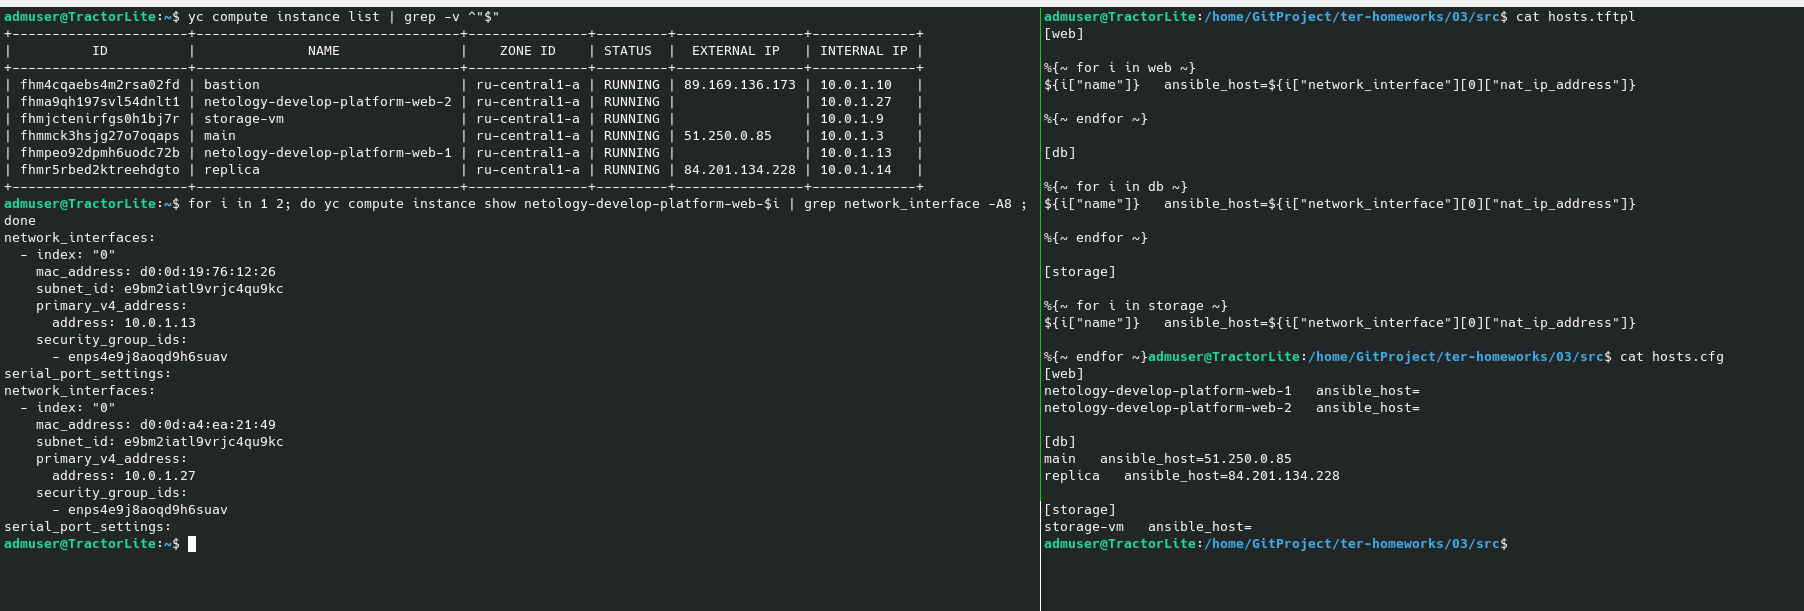 admuser@TractorLite:~$ yc compute instance list | grep -v ^"$"
+----------------------+---------------------------------+---------------+---------+----------------+-------------+
|          ID          |              NAME               |    ZONE ID    | STATUS  |  EXTERNAL IP   | INTERNAL IP |
+----------------------+---------------------------------+---------------+---------+----------------+-------------+
| fhm4cqaebs4m2rsa02fd | bastion                         | ru-central1-a | RUNNING | 89.169.136.173 | 10.0.1.10   |
| fhma9qh197svl54dnlt1 | netology-develop-platform-web-2 | ru-central1-a | RUNNING |                | 10.0.1.27   |
| fhmjctenirfgs0h1bj7r | storage-vm                      | ru-central1-a | RUNNING |                | 10.0.1.9    |
| fhmmck3hsjg27o7oqaps | main                            | ru-central1-a | RUNNING | 51.250.0.85    | 10.0.1.3    |
| fhmpeo92dpmh6uodc72b | netology-develop-platform-web-1 | ru-central1-a | RUNNING |                | 10.0.1.13   |
| fhmr5rbed2ktreehdgto | replica                         | ru-central1-a | RUNNING | 84.201.134.228 | 10.0.1.14   |
+----------------------+---------------------------------+---------------+---------+----------------+-------------+
admuser@TractorLite:~$ for i in 1 2; do yc compute instance show netology-develop-platform-web-$i | grep network_interface -A8 ;
done
network_interfaces:
  - index: "0"
    mac_address: d0:0d:19:76:12:26
    subnet_id: e9bm2iatl9vrjc4qu9kc
    primary_v4_address:
      address: 10.0.1.13
    security_group_ids:
      - enps4e9j8aoqd9h6suav
serial_port_settings:
network_interfaces:
  - index: "0"
    mac_address: d0:0d:a4:ea:21:49
    subnet_id: e9bm2iatl9vrjc4qu9kc
    primary_v4_address:
      address: 10.0.1.27
    security_group_ids:
      - enps4e9j8aoqd9h6suav
serial_port_settings:
admuser@TractorLite:~$
admuser@TractorLite:/home/GitProject/ter-homeworks/03/src$ cat hosts.tftpl
[web]
%{~ for i in web ~}
${i["name"]}   ansible_host=${i["network_interface"][0]["nat_ip_address"]}
%{~ endfor ~}
[db]
%{~ for i in db ~}
${i["name"]}   ansible_host=${i["network_interface"][0]["nat_ip_address"]}
%{~ endfor ~}
[storage]
%{~ for i in storage ~}
${i["name"]}   ansible_host=${i["network_interface"][0]["nat_ip_address"]}
%{~ endfor ~}admuser@TractorLite:/home/GitProject/ter-homeworks/03/src$ cat hosts.cfg
[web]
netology-develop-platform-web-1   ansible_host=
netology-develop-platform-web-2   ansible_host=
[db]
main   ansible_host=51.250.0.85
replica   ansible_host=84.201.134.228
[storage]
storage-vm   ansible_host=
admuser@TractorLite:/home/GitProject/ter-homeworks/03/src$